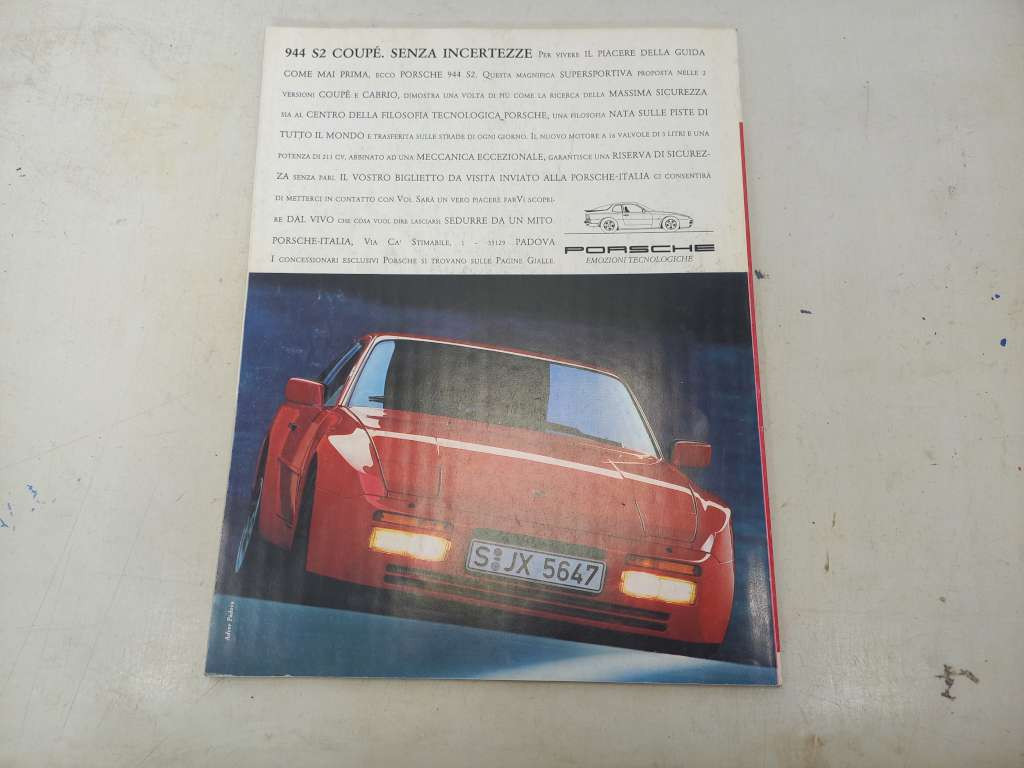 944 S2 COUPÉ. SENZA INCERTEZZE PER VIVERE IL PIACERE DELLA GUIDA
COME MAI PRIMA, ECCO PORSCHE 944 S2. QUESTA MAGNIFICA SUPERSPORTIVA PROPOSTA NELLE 2
VERSIONI COUPÉ E CABRIO, DIMOSTRA UNA VOLTA DI PIÙ COME LA RICERCA DELLA MASSIMA SICUREZZA
SIA AL CENTRO DELLA FILOSOFIA TECNOLOGICA PORSCHE, UNA FILOSOFIA NATA SULLE PISTE DI
TUTTO IL MONDO E TRASFERITA SULLE STRADE DI OGNI GIORNO. IL NUOVO MOTORE A 16 VALVOLE DI 3 LITRI E UNA
POTENZA DI 211 CV, ABBINATO AD UNA MECCANICA ECCEZIONALE, GARANTISCE UNA RISERVA DI SICUREZ-
ZA SENZA PARI. IL VOSTRO BIGLIETTO DA VISITA INVIATO ALLA PORSCHE-ITALIA CI CONSENTIRÀ
DI METTERCI IN CONTATTO CON VOI. SARÀ UN VERO PIACERE FARVI SCOPRI-
RE DAL VIVO CHE COSA VUOL DIRE LASCIARSI SEDURRE DA UN MITO.
PORSCHE-ITALIA, VIA CA' STIMABILE, 1 - 35129 PADOVA
I CONCESSIONARI ESCLUSIVI PORSCHE SI TROVANO SULLE PAGINE GIALLE.
PORSCHE
EMOZIONI TECNOLOGICHE
S JX 5647